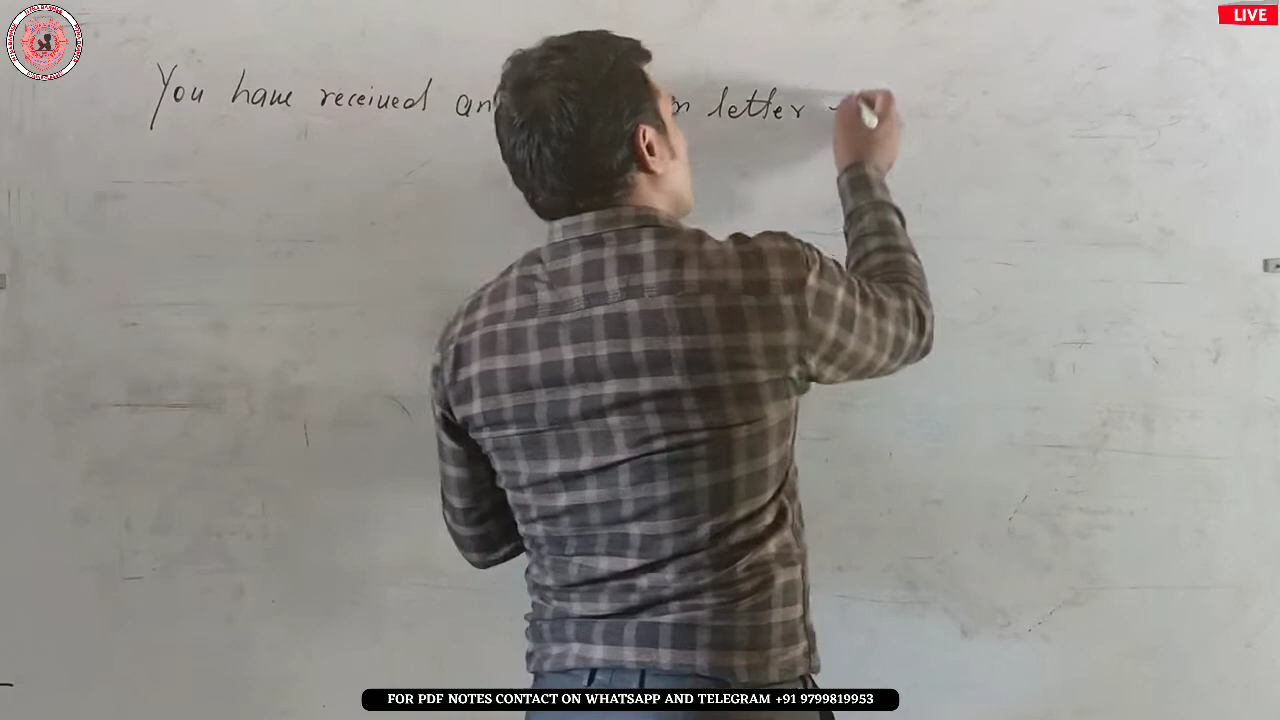 LIVE
You have received an letter
FOR PDF NOTES CONTACT ON WHATSAPP AND TELEGRAM +91 9799819953